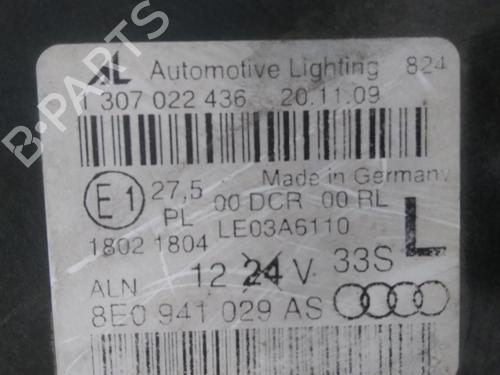 B-PARTS
AL Automotive Lighting 824
1 307 022 436 20.11.09
Made in Germany
E1 27,5 00 DCR 00 RL
PL LE03A6110
1802 1804 L
12 24 V 33S
ALN
8E0 941 029 AS